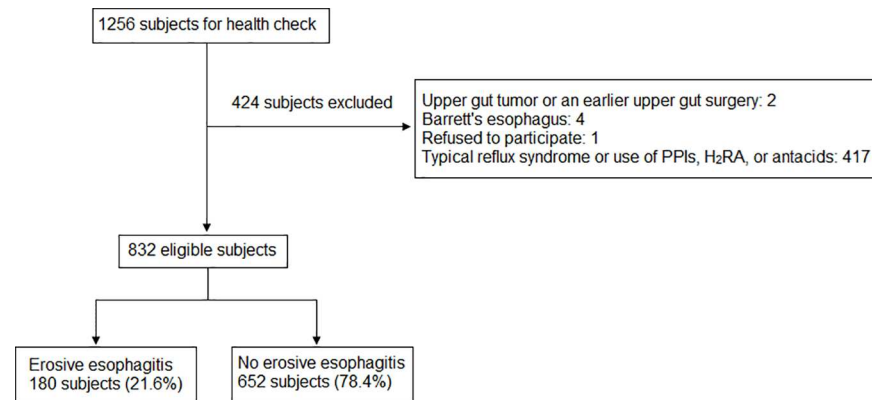 1256 subjects for health check
424 subjects excluded
Upper gut tumor or an earlier upper gut surgery: 2
Barrett's esophagus: 4
Refused to participate: 1
Typical reflux syndrome or use of PPIs, H₂RA, or antacids: 417
832 eligible subjects
Erosive esophagitis
180 subjects (21.6%)
No erosive esophagitis
652 subjects (78.4%)